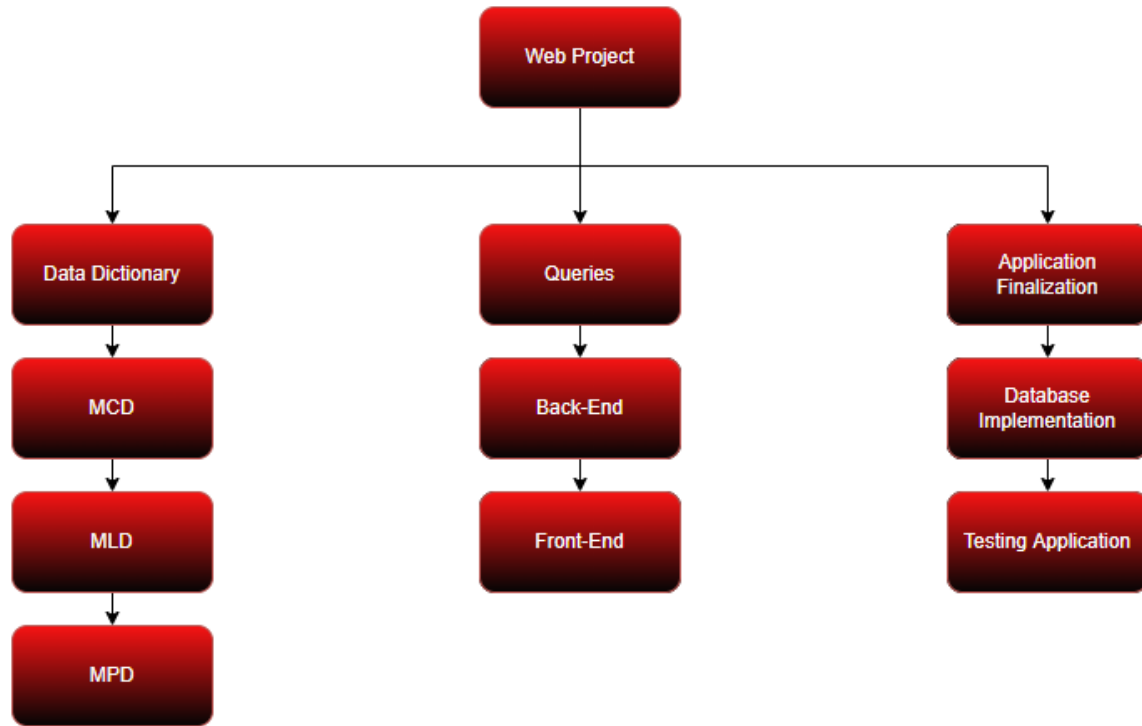 Web Project
Data Dictionary
Queries
Application
Finalization
MCD
Back-End
Database
Implementation
MLD
Front-End
Testing Application
MPD